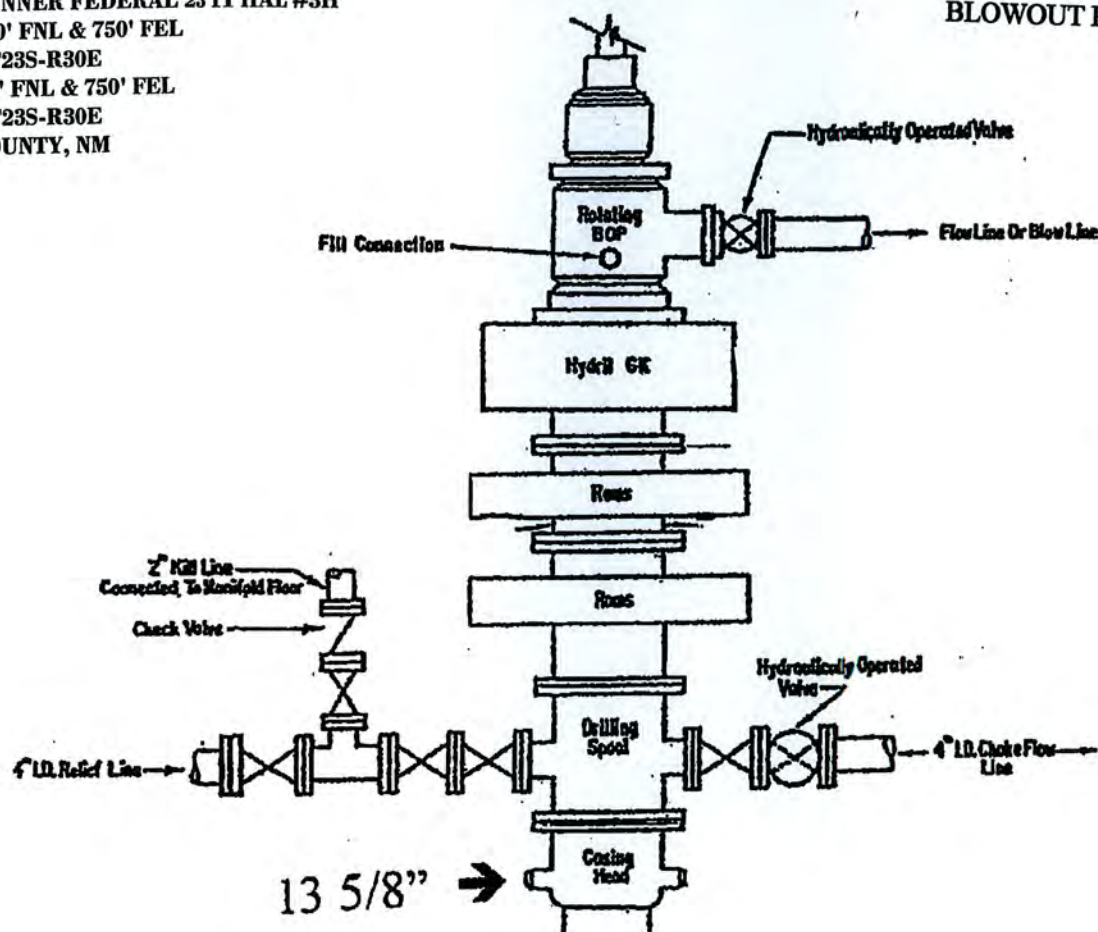 FEDERAL 23 11 HAL #3H
' FNL & 750' FEL
23S-R30E
' FNL & 750' FEL
23S-R30E
, NM
BLOWOUT
Hydraulically Operated Valve
Rotating
BOP
Fill Connection
Flow Line Or Blow Line
Hydril GK
Rams
2" Kill Line
Connected To Manifold Floor
Rams
Check Valve
Hydraulically Operated
Valve
Drilling
Spool
4" I.D. Relief Line
4" I.D. Choke Flow
Line
Casing
Head
13 5/8"